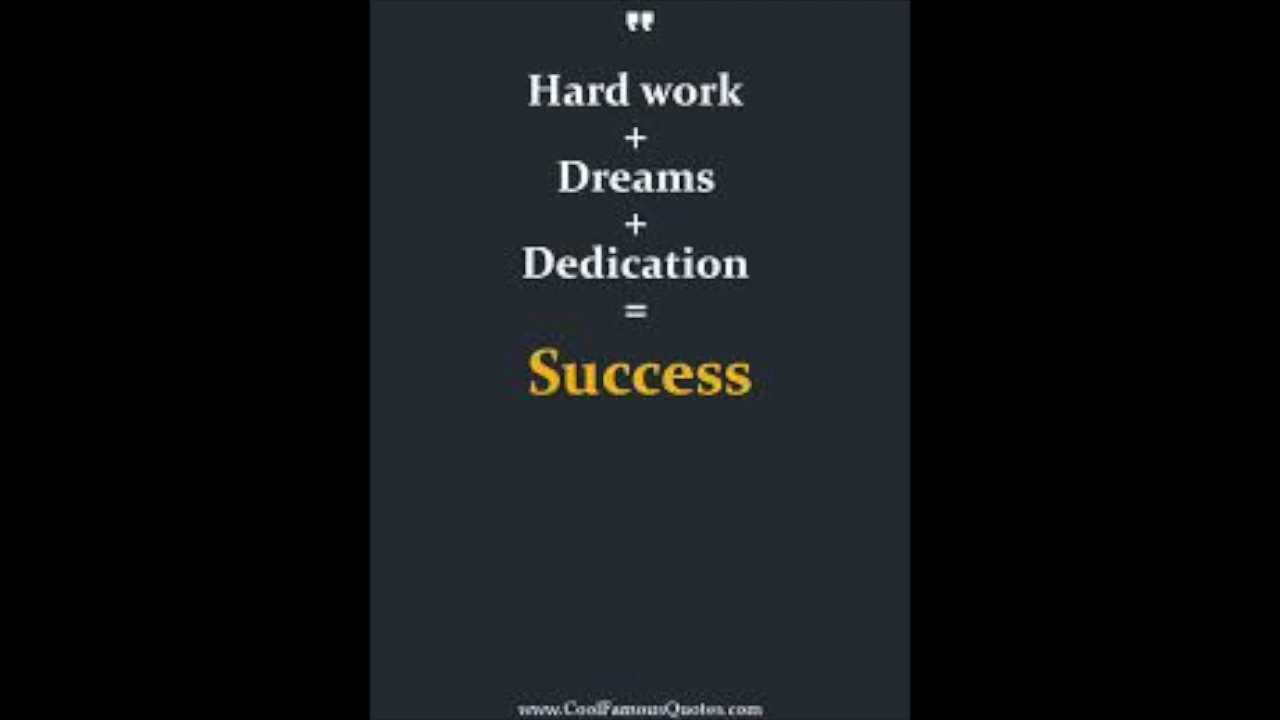 "
Hard work
+
Dreams
+
Dedication
=
Success
www.CoolFamousQuotes.com